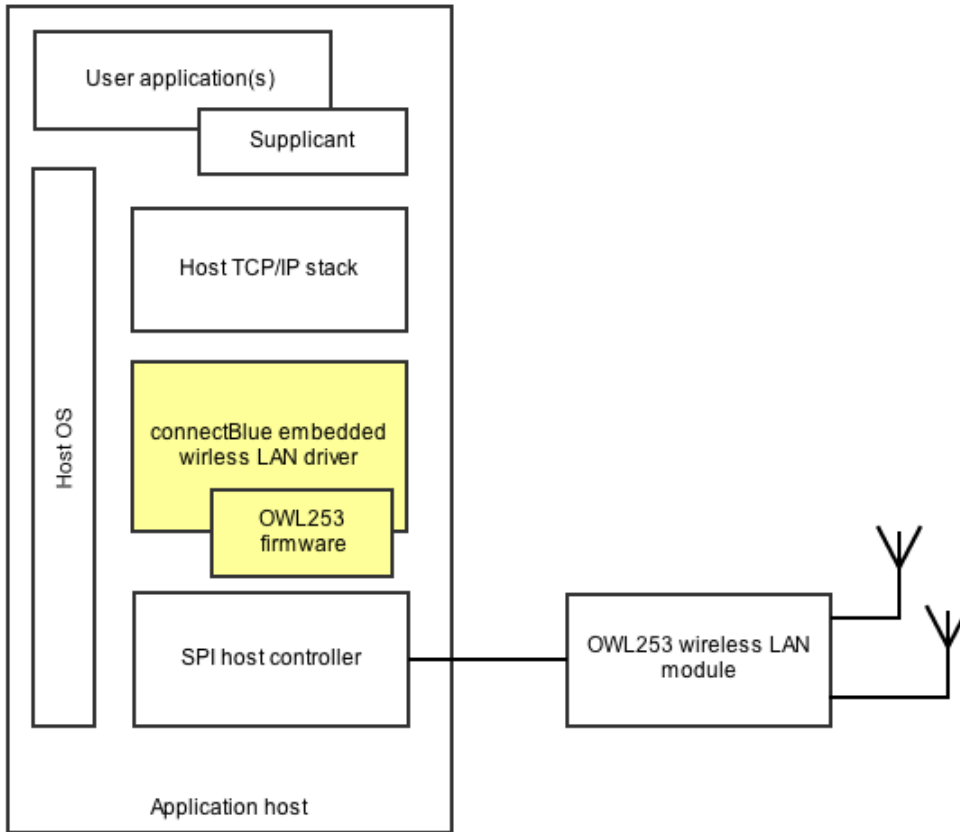 User application(s)
Supplicant
Host TCP/IP stack
Host OS
connectBlue embedded
wirless LAN driver
OWL253
firmware
SPI host controller
OWL253 wireless LAN
module
Application host